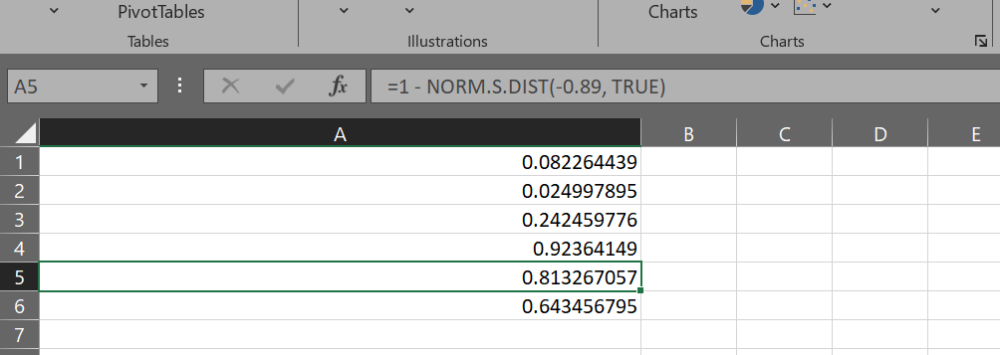 PivotTables Charts
Tables Illustrations Charts
A5 fx =1 - NORM.S.DIST(-0.89, TRUE)
A B C D E
1 0.082264439
2 0.024997895
3 0.242459776
4 0.92364149
5 0.813267057
6 0.643456795
7